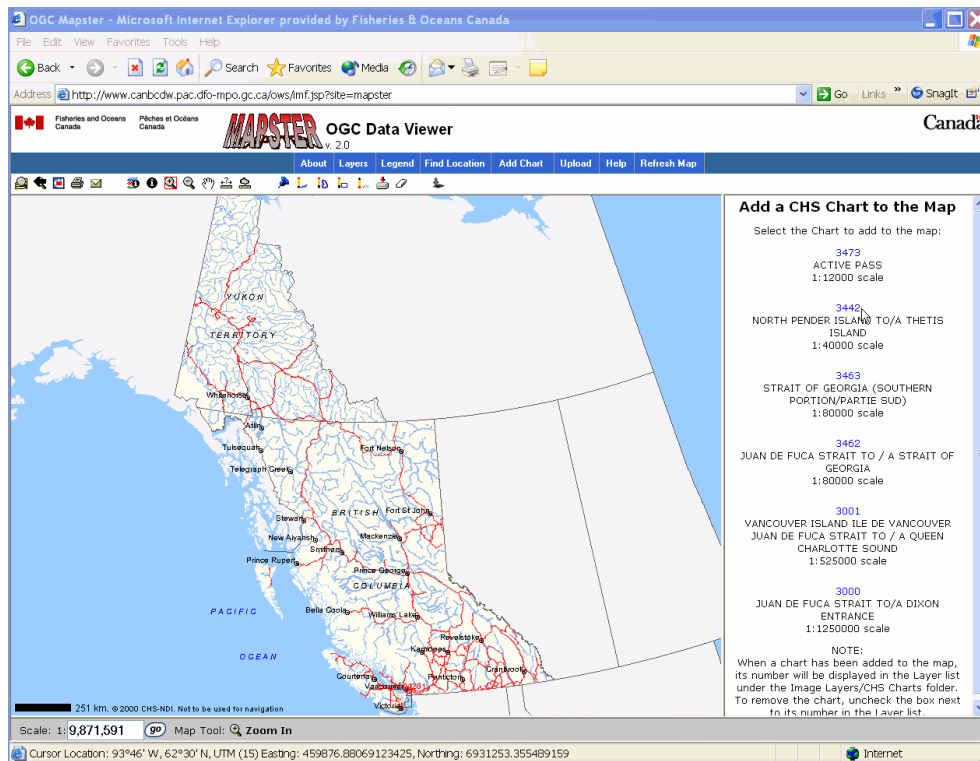 OGC Mapster - Microsoft Internet Explorer provided by Fisheries & Oceans Canada
File Edit View Favorites Tools Help
Back Search Favorites Media
Address http://www.canbcdw.pac.dfo-mpo.gc.ca/ows/imf.jsp?site=mapster Go Links » SnagIt
Fisheries and Oceans Canada
Pêches et Océans Canada
MAPSTER v. 2.0
OGC Data Viewer
Canada
About Layers Legend Find Location Add Chart Upload Help Refresh Map
YUKON
TERRITORY
Whitehorse
Atlin
Tulsequah
Fort Nelson
Telegraph Creek
Stewart
BRITISH
Fort St John
New Aiyansh
Mackenzie
Smithers
Prince Rupert
Prince George
COLUMBIA
PACIFIC
Bella Coola
Williams Lake
Revelstoke
OCEAN
Kamloops
Courtenay
Penticton
Cranbrook
Vancouver
Victoria
251 km. © 2000 CHS-NDI. Not to be used for navigation
Add a CHS Chart to the Map
Select the Chart to add to the map:
3473
ACTIVE PASS
1:12000 scale
3442
NORTH PENDER ISLAND TO/A THETIS
ISLAND
1:40000 scale
3463
STRAIT OF GEORGIA (SOUTHERN
PORTION/PARTIE SUD)
1:80000 scale
3462
JUAN DE FUCA STRAIT TO / A STRAIT OF
GEORGIA
1:80000 scale
3001
VANCOUVER ISLAND ILE DE VANCOUVER
JUAN DE FUCA STRAIT TO / A QUEEN
CHARLOTTE SOUND
1:525000 scale
3000
JUAN DE FUCA STRAIT TO/A DIXON
ENTRANCE
1:1250000 scale
NOTE:
When a chart has been added to the map,
its number will be displayed in the Layer list
under the Image Layers/CHS Charts folder.
To remove the chart, uncheck the box next
to its number in the Layer list.
Scale: 1: 9,871,591 go Map Tool: Zoom In
Cursor Location: 93°46' W, 62°30' N, UTM (15) Easting: 459876.88069123425, Northing: 6931253.355489159 Internet